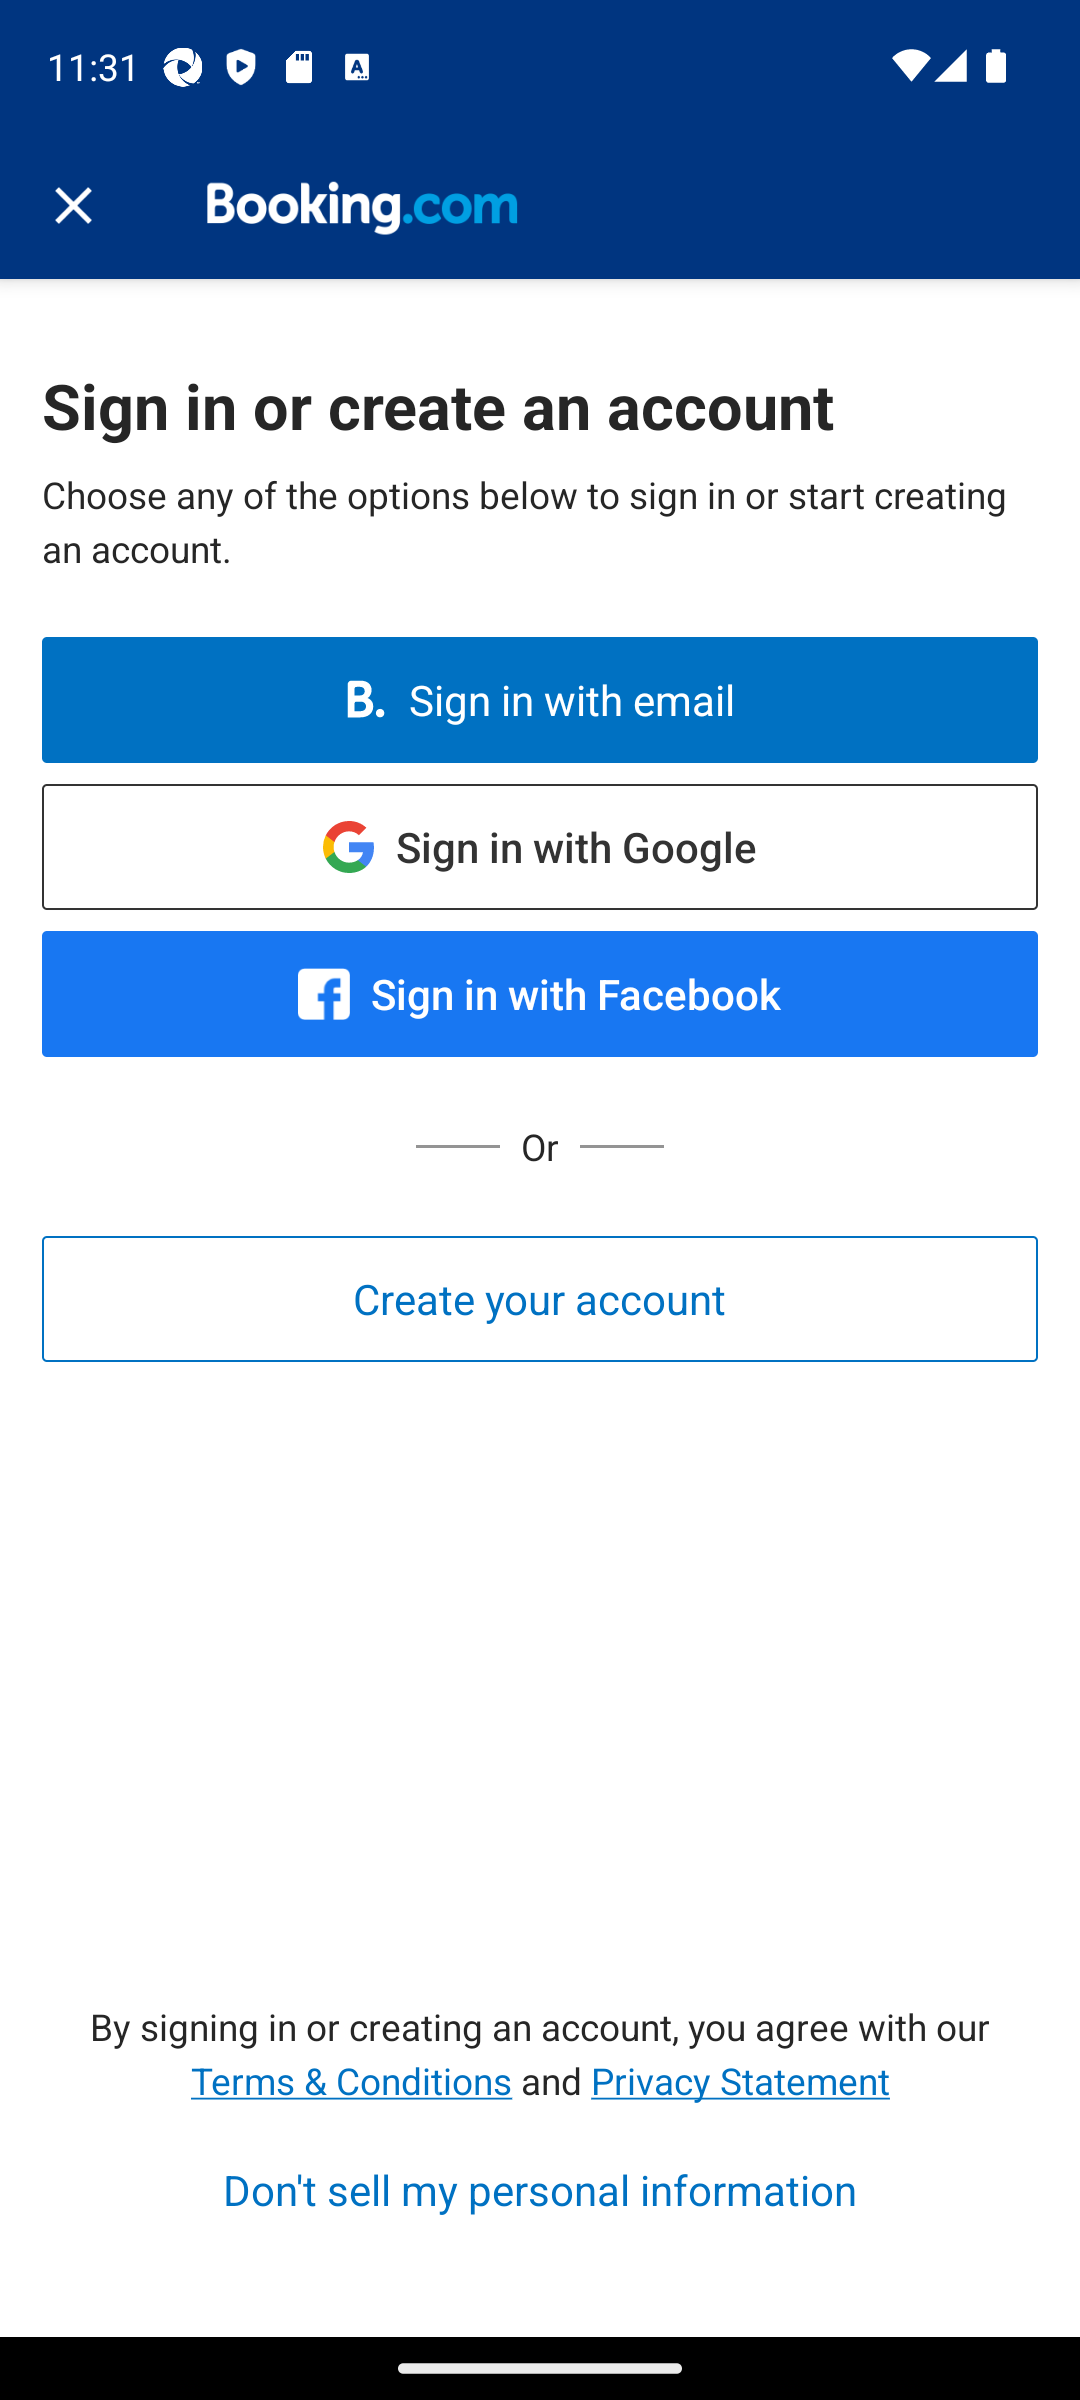 11:31
Booking.com
Sign in or create an account
Choose any of the options below to sign in or start creating
an account.
B. Sign in with email
Sign in with Google
Sign in with Facebook
Or
Create your account
By signing in or creating an account, you agree with our
Terms & Conditions and Privacy Statement
Don't sell my personal information